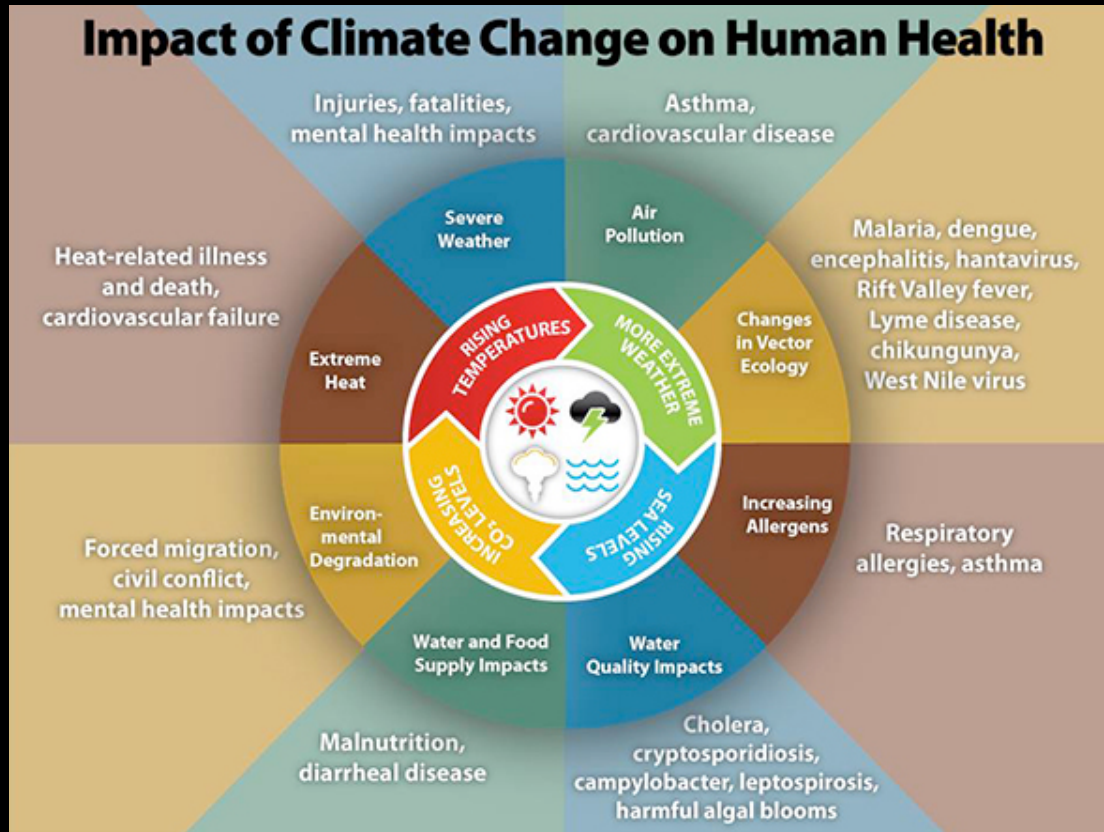 Impact of Climate Change on Human Health
Injuries, fatalities,
mental health impacts
Asthma,
cardiovascular disease
Severe
Weather
Air
Pollution
Heat-related illness
and death,
cardiovascular failure
Malaria, dengue,
encephalitis, hantavirus,
Rift Valley fever,
Lyme disease,
chikungunya,
West Nile virus
Extreme
Heat
RISING
TEMPERATURES
MORE EXTREME
WEATHER
Changes
in Vector
Ecology
Environ-
mental
Degradation
INCREASING
CO₂ LEVELS
RISING
SEA LEVELS
Increasing
Allergens
Forced migration,
civil conflict,
mental health impacts
Respiratory
allergies, asthma
Water and Food
Supply Impacts
Water
Quality Impacts
Malnutrition,
diarrheal disease
Cholera,
cryptosporidiosis,
campylobacter, leptospirosis,
harmful algal blooms